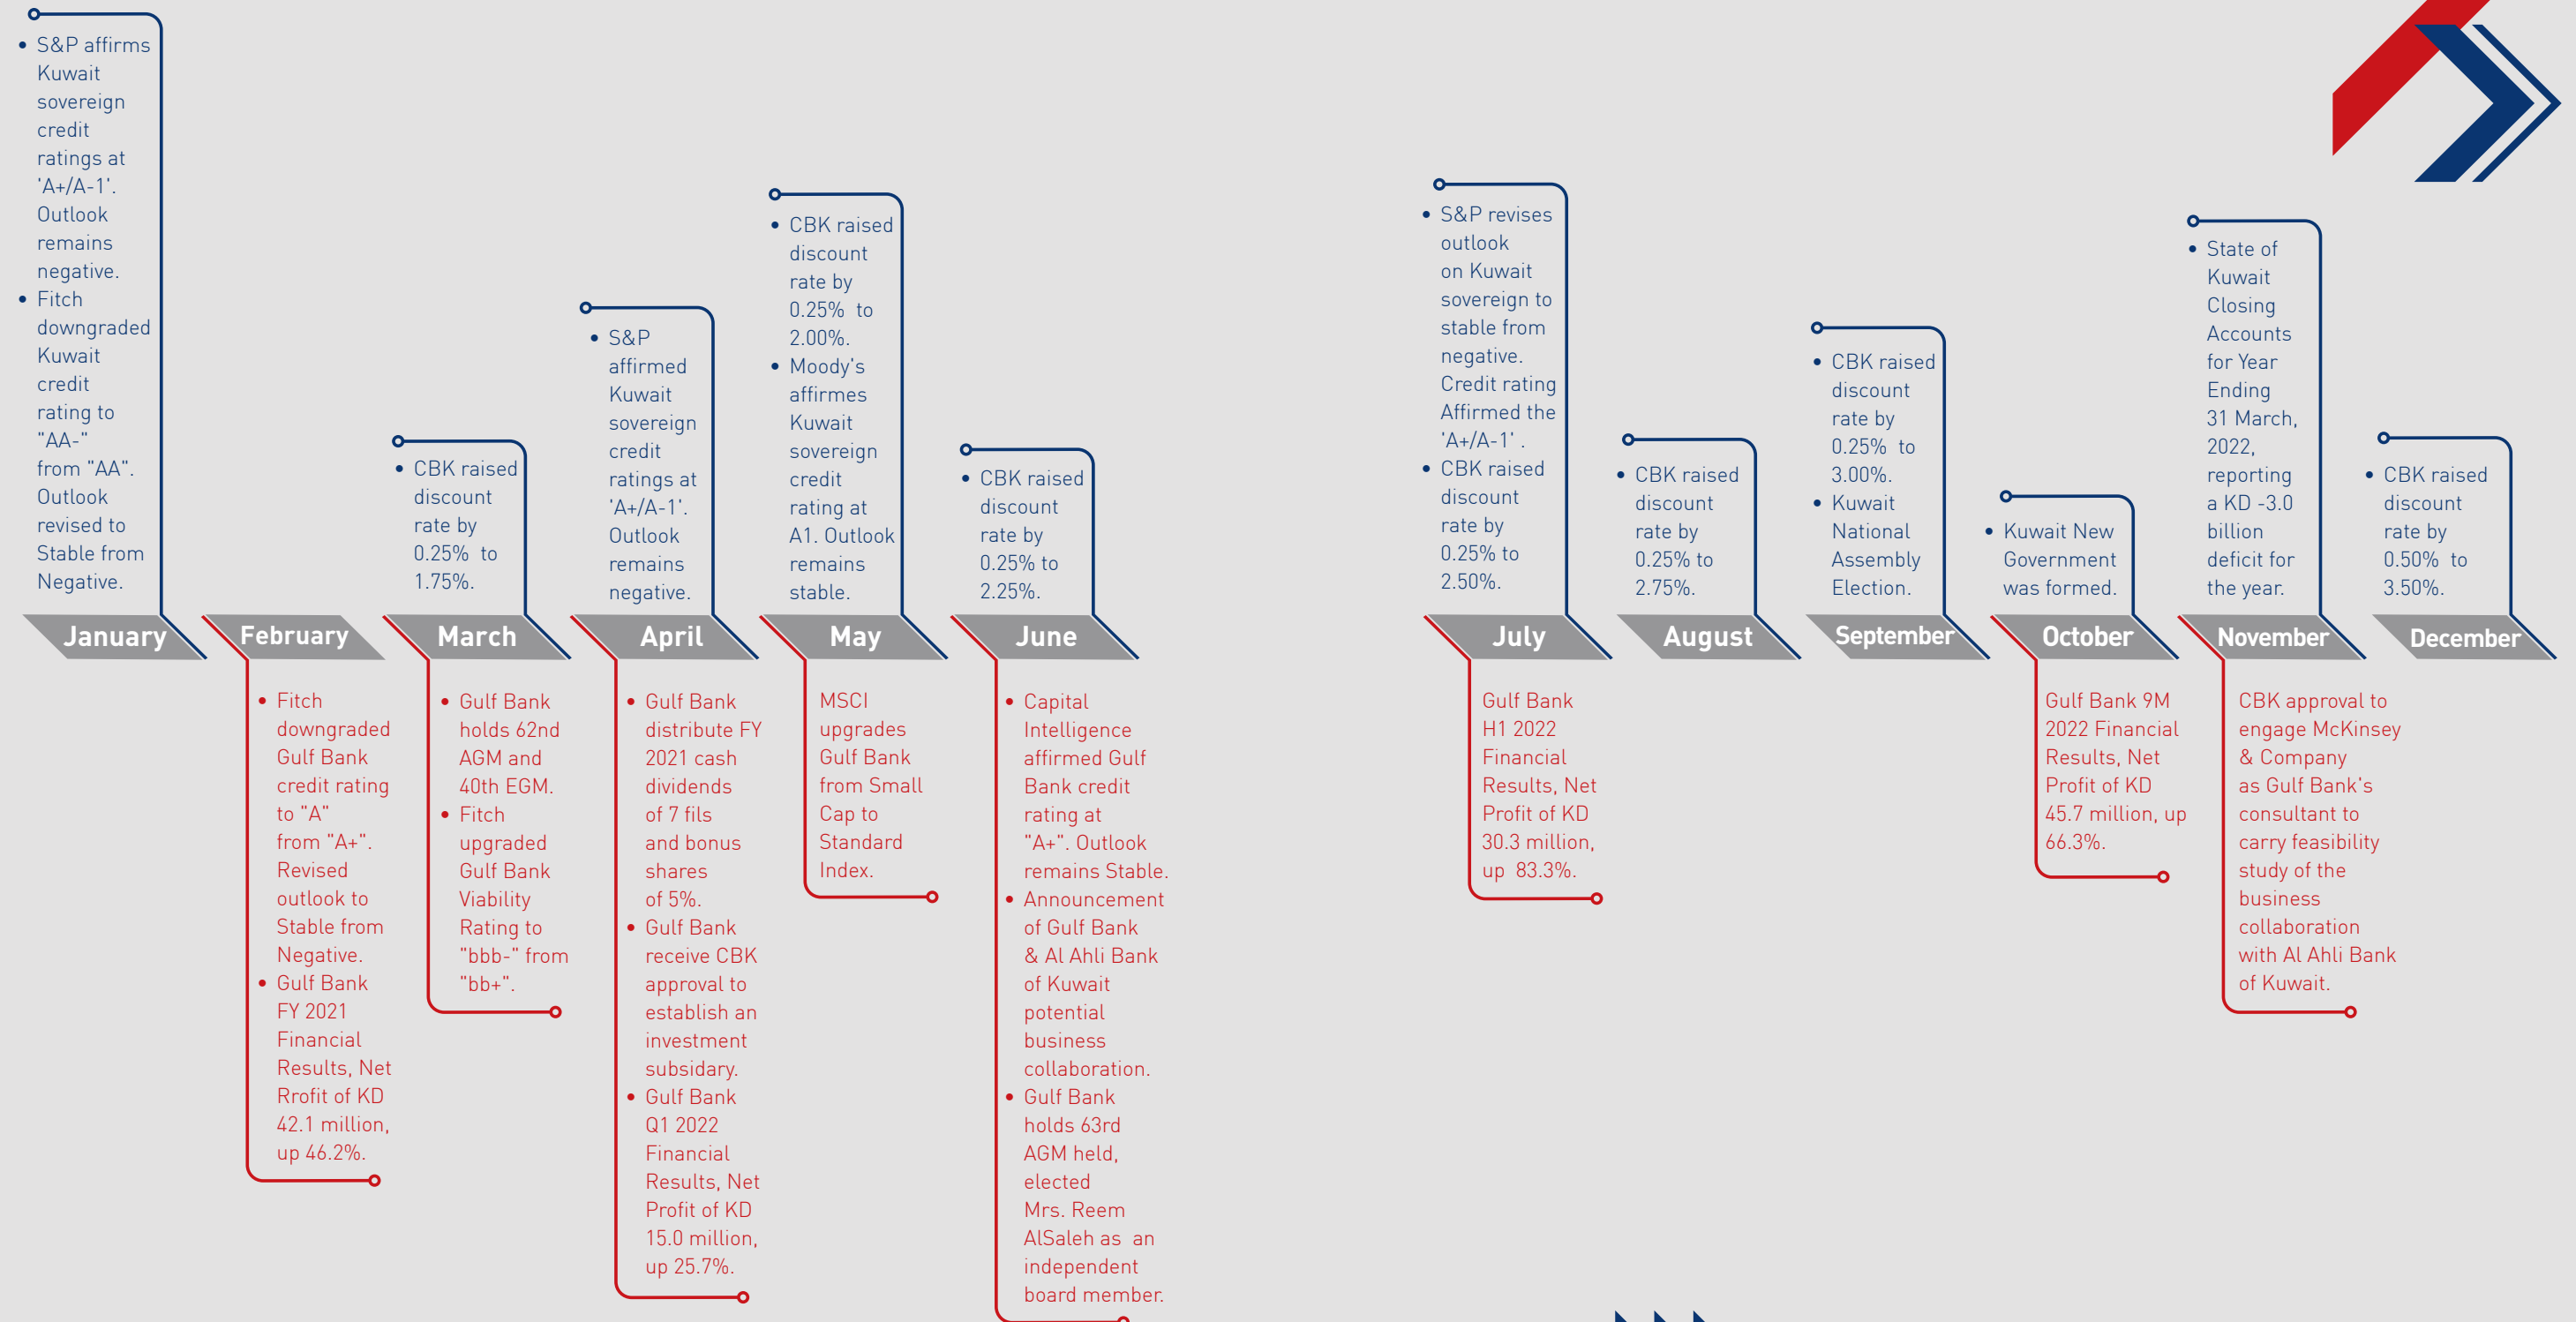 • S&P affirms
Kuwait
sovereign
credit
ratings at
'A+/A-1'.
Outlook
remains
negative.
• Fitch
downgraded
Kuwait
credit
rating to
"AA-"
from "AA".
Outlook
revised to
Stable from
Negative.
January
February
• Fitch
downgraded
Gulf Bank
credit rating
to "A"
from "A+".
Revised
outlook to
Stable from
Negative.
• Gulf Bank
FY 2021
Financial
Results, Net
Rrofit of KD
42.1 million,
up 46.2%.
• CBK raised
discount
rate by
0.25% to
1.75%.
March
• Gulf Bank
holds 62nd
AGM and
40th EGM.
• Fitch
upgraded
Gulf Bank
Viability
Rating to
"bbb-" from
"bb+".
• S&P
affirmed
Kuwait
sovereign
credit
ratings at
'A+/A-1'.
Outlook
remains
negative.
April
• Gulf Bank
distribute FY
2021 cash
dividends
of 7 fils
and bonus
shares
of 5%.
• Gulf Bank
receive CBK
approval to
establish an
investment
subsidary.
• Gulf Bank
Q1 2022
Financial
Results, Net
Profit of KD
15.0 million,
up 25.7%.
• CBK raised
discount
rate by
0.25% to
2.00%.
• Moody's
affirmes
Kuwait
sovereign
credit
rating at
A1. Outlook
remains
stable.
May
MSCI
upgrades
Gulf Bank
from Small
Cap to
Standard
Index.
• CBK raised
discount
rate by
0.25% to
2.25%.
June
• Capital
Intelligence
affirmed Gulf
Bank credit
rating at
"A+". Outlook
remains Stable.
• Announcement
of Gulf Bank
& Al Ahli Bank
of Kuwait
potential
business
collaboration.
• Gulf Bank
holds 63rd
AGM held,
elected
Mrs. Reem
AlSaleh as an
independent
board member.
• S&P revises
outlook
on Kuwait
sovereign to
stable from
negative.
Credit rating
Affirmed the
'A+/A-1' .
• CBK raised
discount
rate by
0.25% to
2.50%.
July
Gulf Bank
H1 2022
Financial
Results, Net
Profit of KD
30.3 million,
up 83.3%.
• CBK raised
discount
rate by
0.25% to
2.75%.
August
• CBK raised
discount
rate by
0.25% to
3.00%.
• Kuwait
National
Assembly
Election.
September
• Kuwait New
Government
was formed.
October
Gulf Bank 9M
2022 Financial
Results, Net
Profit of KD
45.7 million, up
66.3%.
• State of
Kuwait
Closing
Accounts
for Year
Ending
31 March,
2022,
reporting
a KD -3.0
billion
deficit for
the year.
November
CBK approval to
engage McKinsey
& Company
as Gulf Bank's
consultant to
carry feasibility
study of the
business
collaboration
with Al Ahli Bank
of Kuwait.
• CBK raised
discount
rate by
0.50% to
3.50%.
December